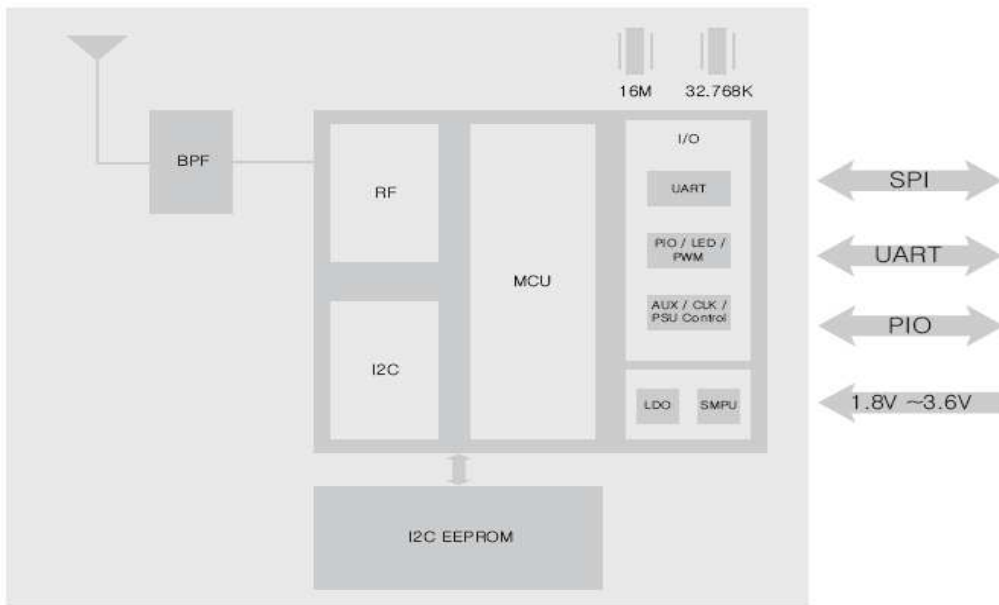 16M
32.768K
BPF
RF
MCU
I/O
UART
PIO / LED /
PWM
AUX / CLK /
PSU Control
I2C
LDO
SMPU
I2C EEPROM
SPI
UART
PIO
1.8V ~3.6V